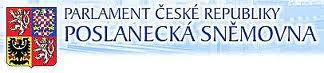 PARLAMENT ČESKÉ REPUBLIKY
POSLANECKÁ SNĚMOVNA